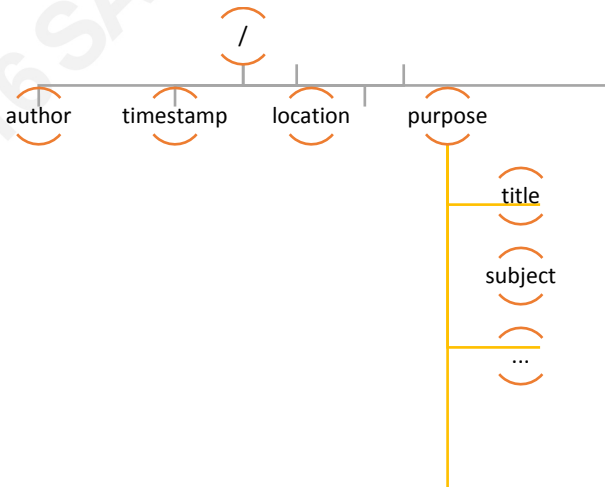 /
author timestamp location purpose
title
subject
...